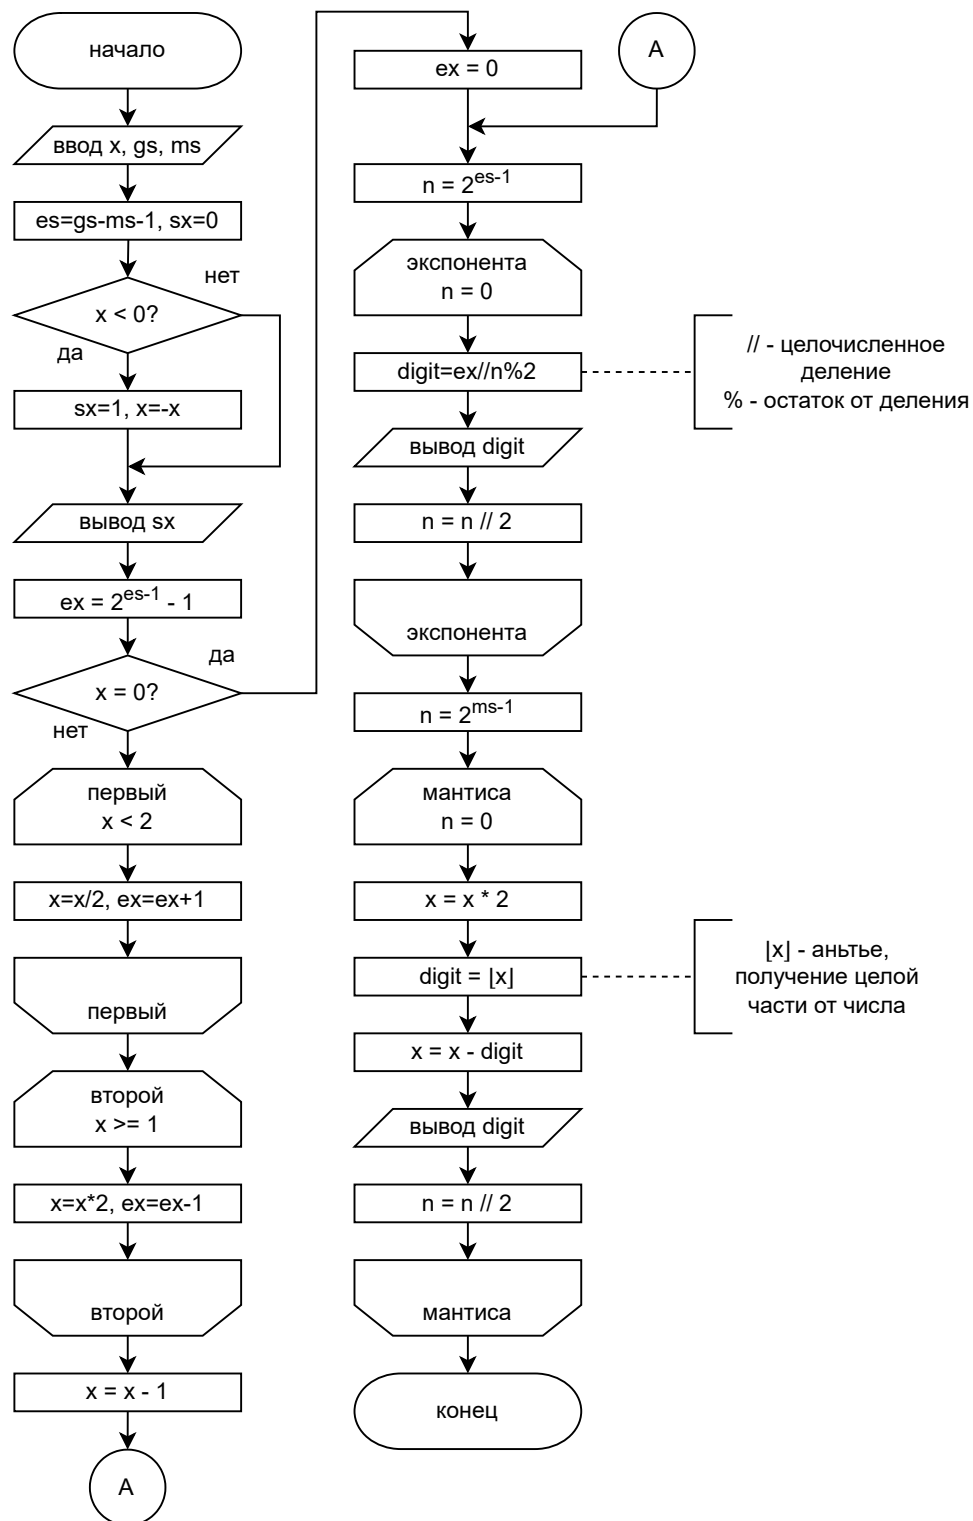 начало
ввод x, gs, ms
es=gs-ms-1, sx=0
нет
x < 0?
да
sx=1, x=-x
вывод sx
ex = 2^es-1 - 1
да
x = 0?
нет
первый
x < 2
x=x/2, ex=ex+1
первый
второй
x >= 1
x=x*2, ex=ex-1
второй
x = x - 1
A
ex = 0
A
n = 2^es-1
экспонента
n = 0
digit=ex//n%2
// - целочисленное
деление
% - остаток от деления
вывод digit
n = n // 2
экспонента
n = 2^ms-1
мантиса
n = 0
x = x * 2
digit = ⌊x⌋
⌊x⌋ - аньтье,
получение целой
части от числа
x = x - digit
вывод digit
n = n // 2
мантиса
конец